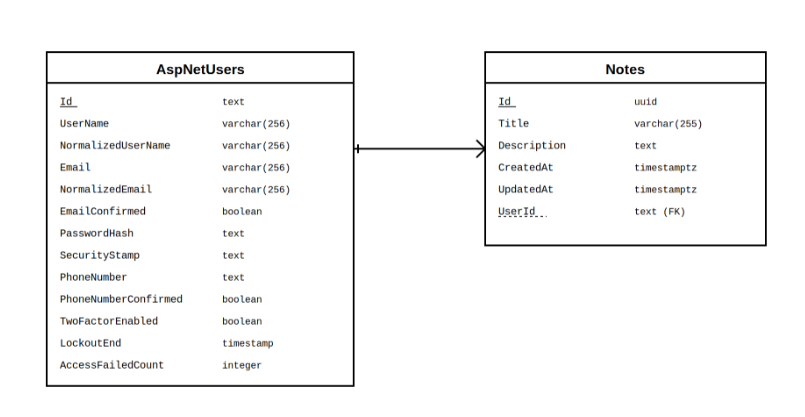 AspNetUsers
Id text
UserName varchar(256)
NormalizedUserName varchar(256)
Email varchar(256)
NormalizedEmail varchar(256)
EmailConfirmed boolean
PasswordHash text
SecurityStamp text
PhoneNumber text
PhoneNumberConfirmed boolean
TwoFactorEnabled boolean
LockoutEnd timestamp
AccessFailedCount integer
Notes
Id uuid
Title varchar(255)
Description text
CreatedAt timestamptz
UpdatedAt timestamptz
UserId text (FK)